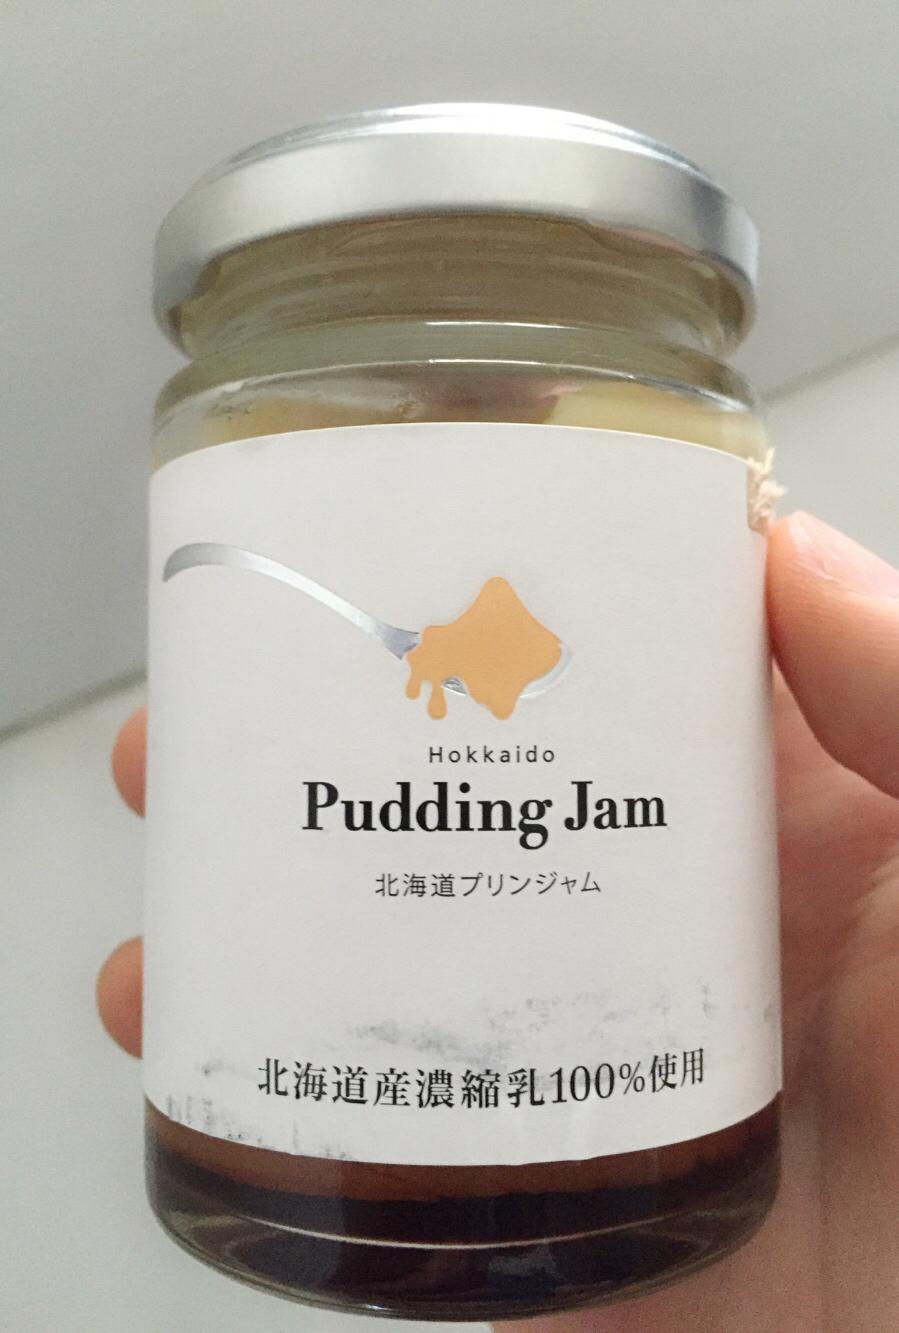 Hokkaido
Pudding Jam
北海道プリンジャム
北海道産濃縮乳100%使用